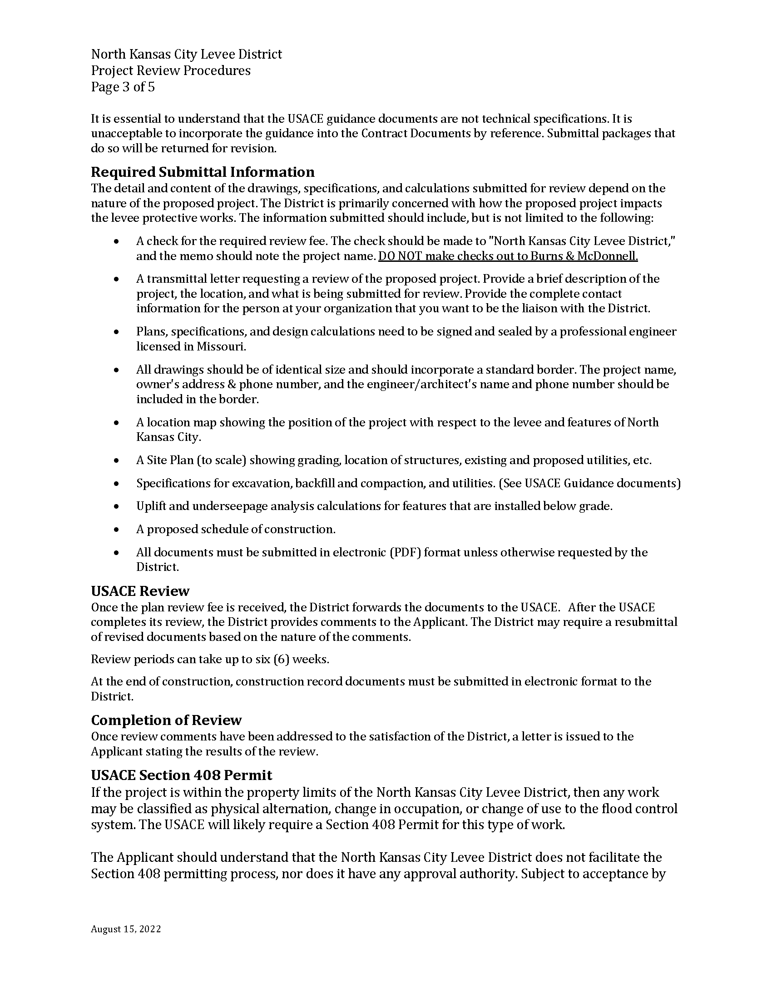 North Kansas City Levee District
Project Review Procedures
Page 3 of 5
It is essential to understand that the USACE guidance documents are not technical specifications. It is
unacceptable to incorporate the guidance into the Contract Documents by reference. Submittal packages that
do so will be returned for revision.
Required Submittal Information
The detail and content of the drawings, specifications, and calculations submitted for review depend on the
nature of the proposed project. The District is primarily concerned with how the proposed project impacts
the levee protective works. The information submitted should include, but is not limited to the following:
• A check for the required review fee. The check should be made to "North Kansas City Levee District,"
and the memo should note the project name. DO NOT make checks out to Burns & McDonnell.
• A transmittal letter requesting a review of the proposed project. Provide a brief description of the
project, the location, and what is being submitted for review. Provide the complete contact
information for the person at your organization that you want to be the liaison with the District.
• Plans, specifications, and design calculations need to be signed and sealed by a professional engineer
licensed in Missouri.
• All drawings should be of identical size and should incorporate a standard border. The project name,
owner's address & phone number, and the engineer/architect's name and phone number should be
included in the border.
• A location map showing the position of the project with respect to the levee and features of North
Kansas City.
• A Site Plan (to scale) showing grading, location of structures, existing and proposed utilities, etc.
• Specifications for excavation, backfill and compaction, and utilities. (See USACE Guidance documents)
• Uplift and underseepage analysis calculations for features that are installed below grade.
• A proposed schedule of construction.
• All documents must be submitted in electronic (PDF) format unless otherwise requested by the
District.
USACE Review
Once the plan review fee is received, the District forwards the documents to the USACE.   After the USACE
completes its review, the District provides comments to the Applicant. The District may require a resubmittal
of revised documents based on the nature of the comments.
Review periods can take up to six (6) weeks.
At the end of construction, construction record documents must be submitted in electronic format to the
District.
Completion of Review
Once review comments have been addressed to the satisfaction of the District, a letter is issued to the
Applicant stating the results of the review.
USACE Section 408 Permit
If the project is within the property limits of the North Kansas City Levee District, then any work
may be classified as physical alternation, change in occupation, or change of use to the flood control
system. The USACE will likely require a Section 408 Permit for this type of work.
The Applicant should understand that the North Kansas City Levee District does not facilitate the
Section 408 permitting process, nor does it have any approval authority. Subject to acceptance by
August 15, 2022